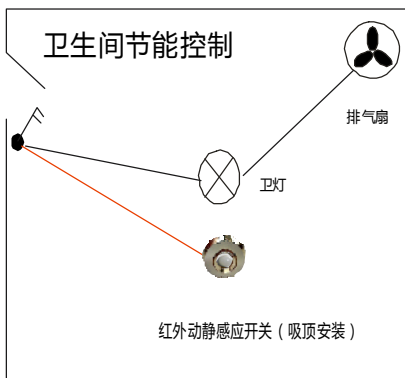 卫生间节能控制
排气扇
卫灯
红外动静感应开关（吸顶安装）